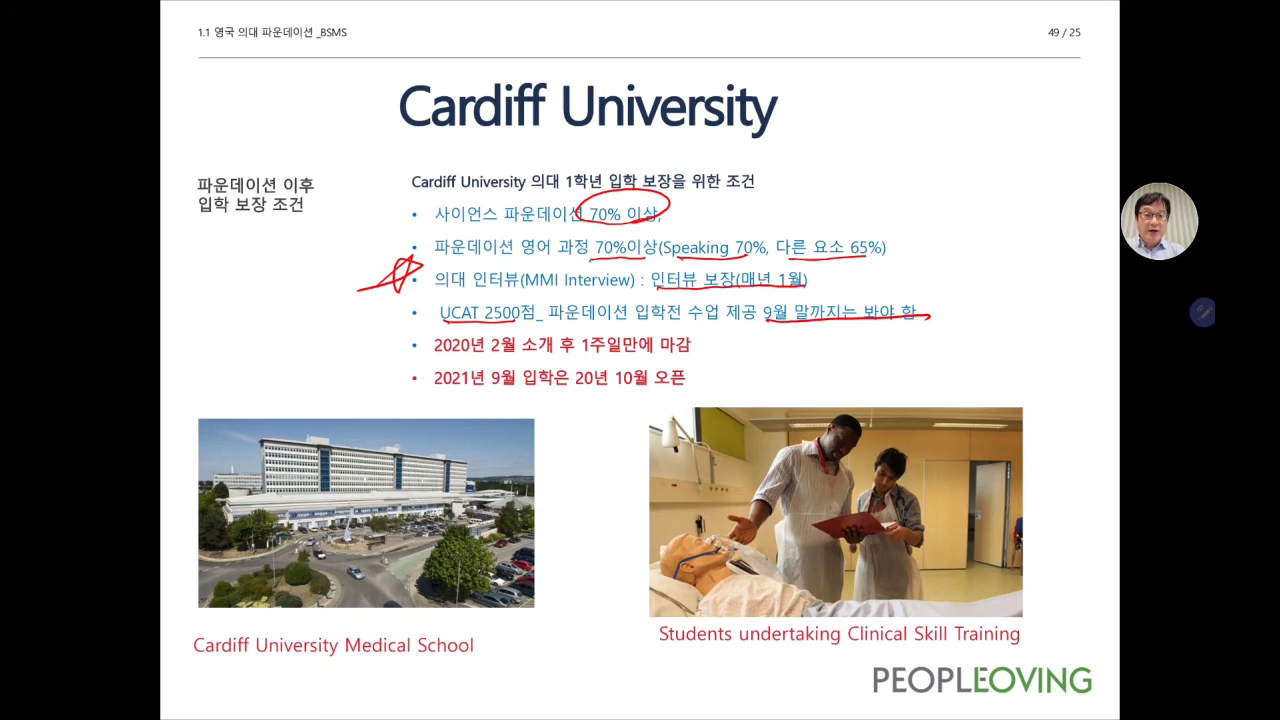 1.1 영국 의대 파운데이션 _BSMS
49 / 25
Cardiff University
파운데이션 이후
입학 보장 조건
Cardiff University 의대 1학년 입학 보장을 위한 조건
• 사이언스 파운데이션 70% 이상,
• 파운데이션 영어 과정 70%이상(Speaking 70%, 다른 요소 65%)
• 의대 인터뷰(MMI Interview) : 인터뷰 보장(매년 1월)
• UCAT 2500점_ 파운데이션 입학전 수업 제공 9월 말까지는 봐야 함
• 2020년 2월 소개 후 1주일만에 마감
• 2021년 9월 입학은 20년 10월 오픈
Cardiff University Medical School
Students undertaking Clinical Skill Training
PEOPLELOVING